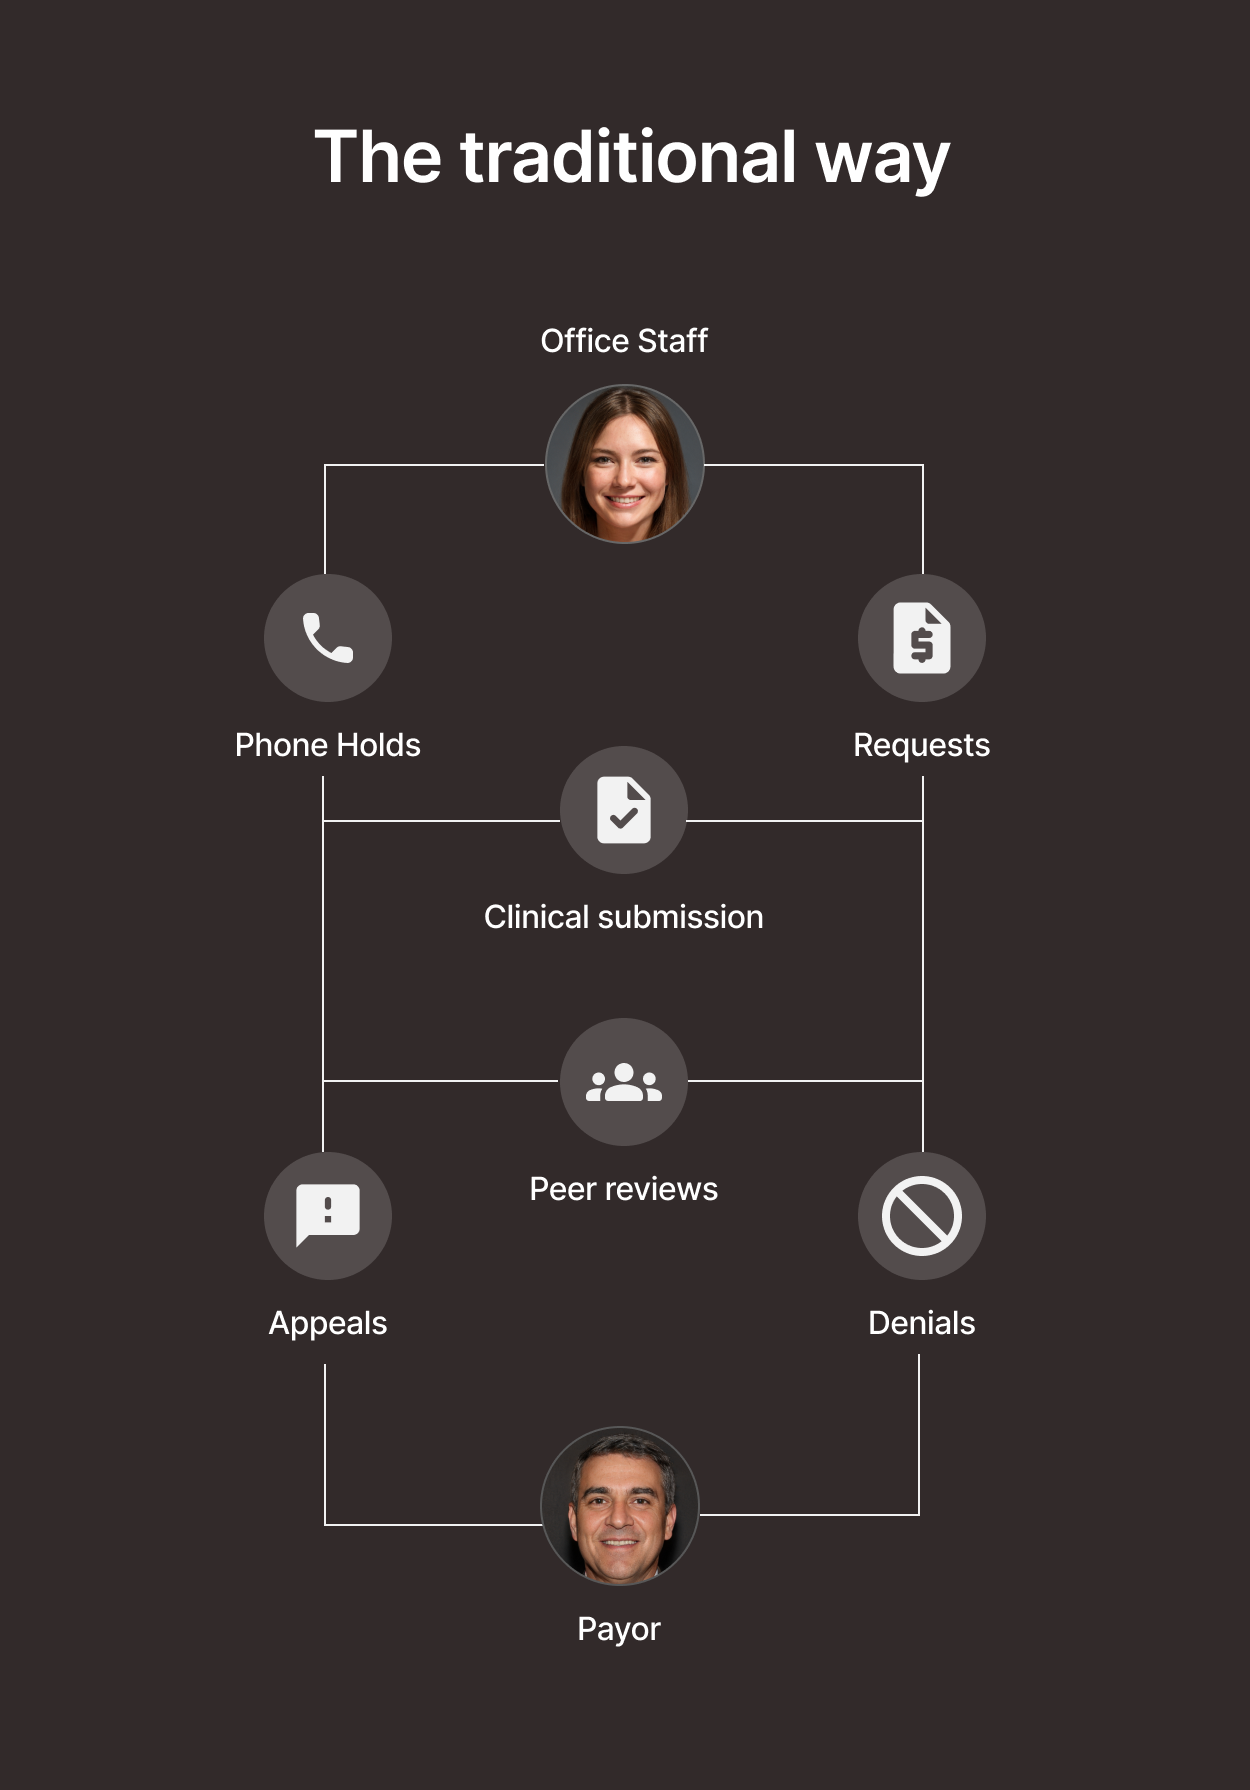 The traditional way
Office Staff
Phone Holds
Requests
Clinical submission
Peer reviews
Appeals
Denials
Payor